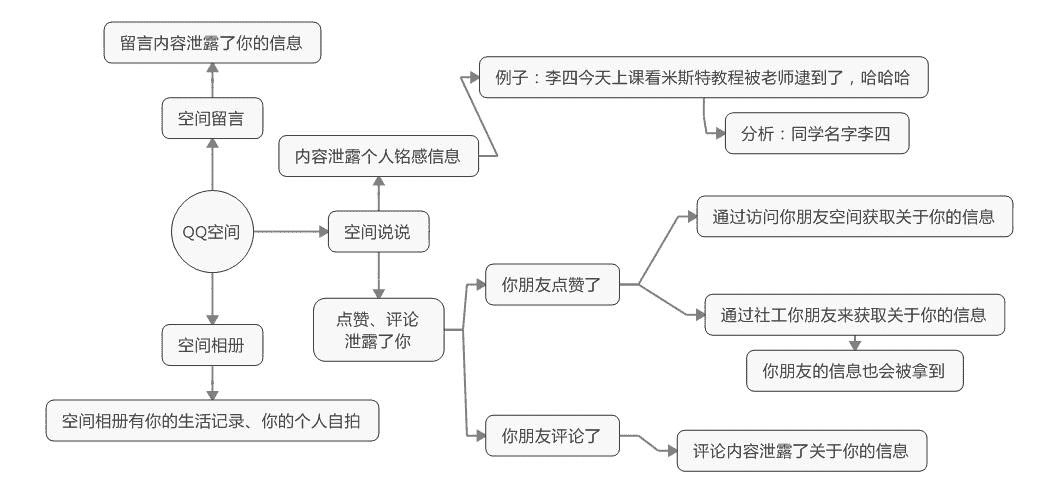 留言内容泄露了你的信息
空间留言
QQ空间
空间相册
空间相册有你的生活记录、你的个人自拍
空间说说
内容泄露个人铭感信息
例子：李四今天上课看米斯特教程被老师逮到了，哈哈哈
分析：同学名字李四
点赞、评论
泄露了你
你朋友点赞了
通过访问你朋友空间获取关于你的信息
通过社工你朋友来获取关于你的信息
你朋友的信息也会被拿到
你朋友评论了
评论内容泄露了关于你的信息